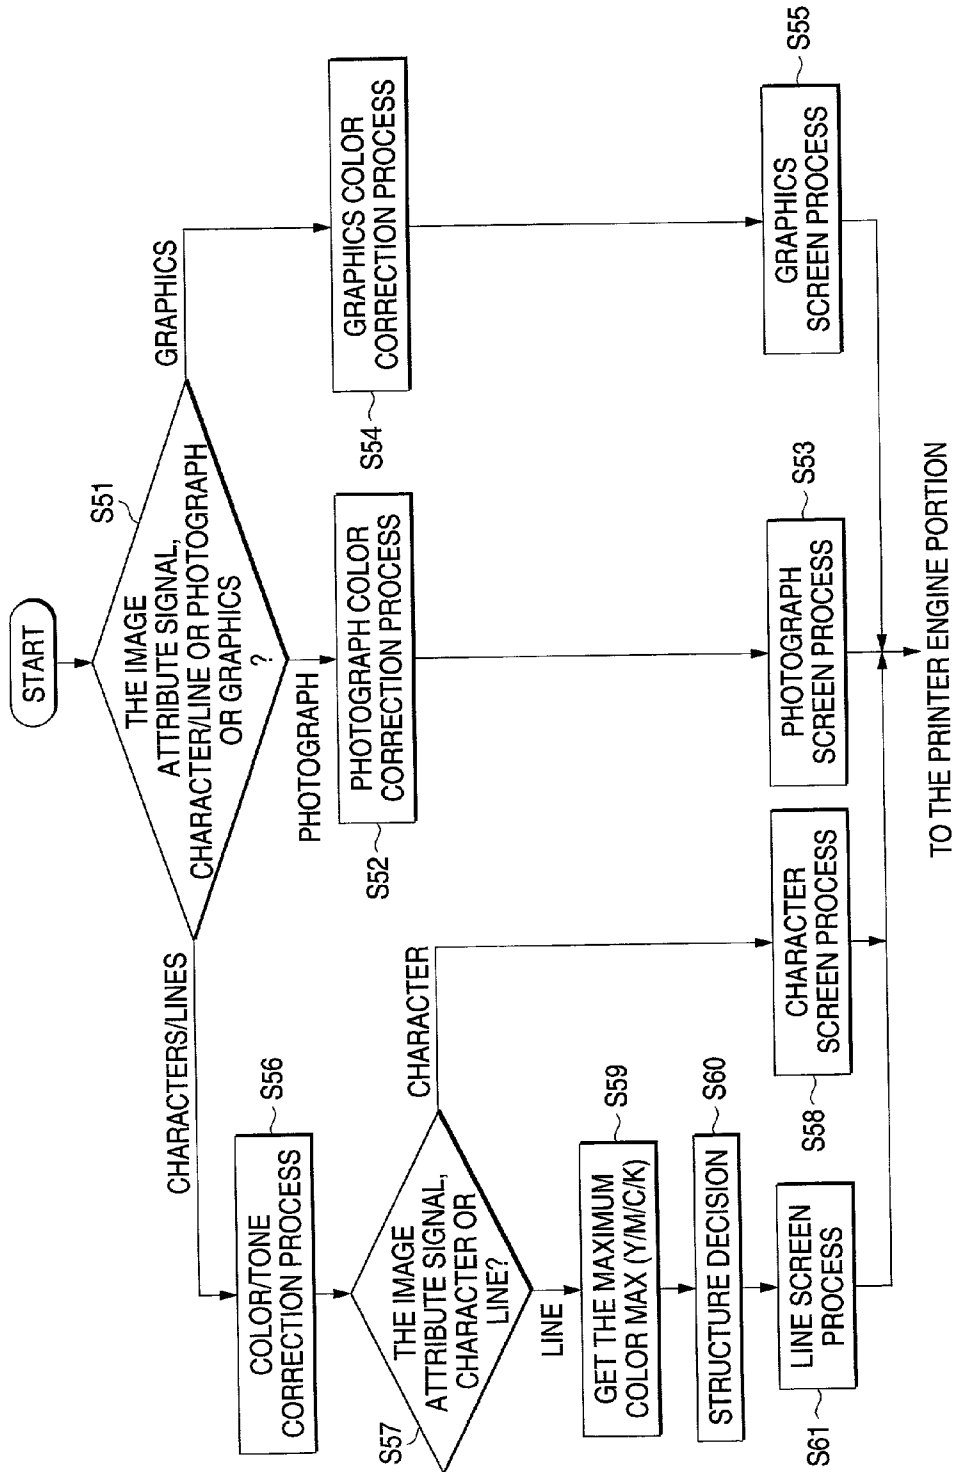 START
THE IMAGE
ATTRIBUTE SIGNAL,
CHARACTER/LINE OR PHOTOGRAPH
OR GRAPHICS
?
S51
CHARACTERS/LINES
PHOTOGRAPH
GRAPHICS
COLOR/TONE
CORRECTION PROCESS
S56
PHOTOGRAPH COLOR
CORRECTION PROCESS
S52
GRAPHICS COLOR
CORRECTION PROCESS
S54
THE IMAGE
ATTRIBUTE SIGNAL,
CHARACTER OR
LINE?
S57
CHARACTER
LINE
GET THE MAXIMUM
COLOR MAX (Y/M/C/K)
S59
STRUCTURE DECISION
S60
LINE SCREEN
PROCESS
S61
CHARACTER
SCREEN PROCESS
S58
PHOTOGRAPH
SCREEN PROCESS
S53
GRAPHICS
SCREEN PROCESS
S55
TO THE PRINTER ENGINE PORTION